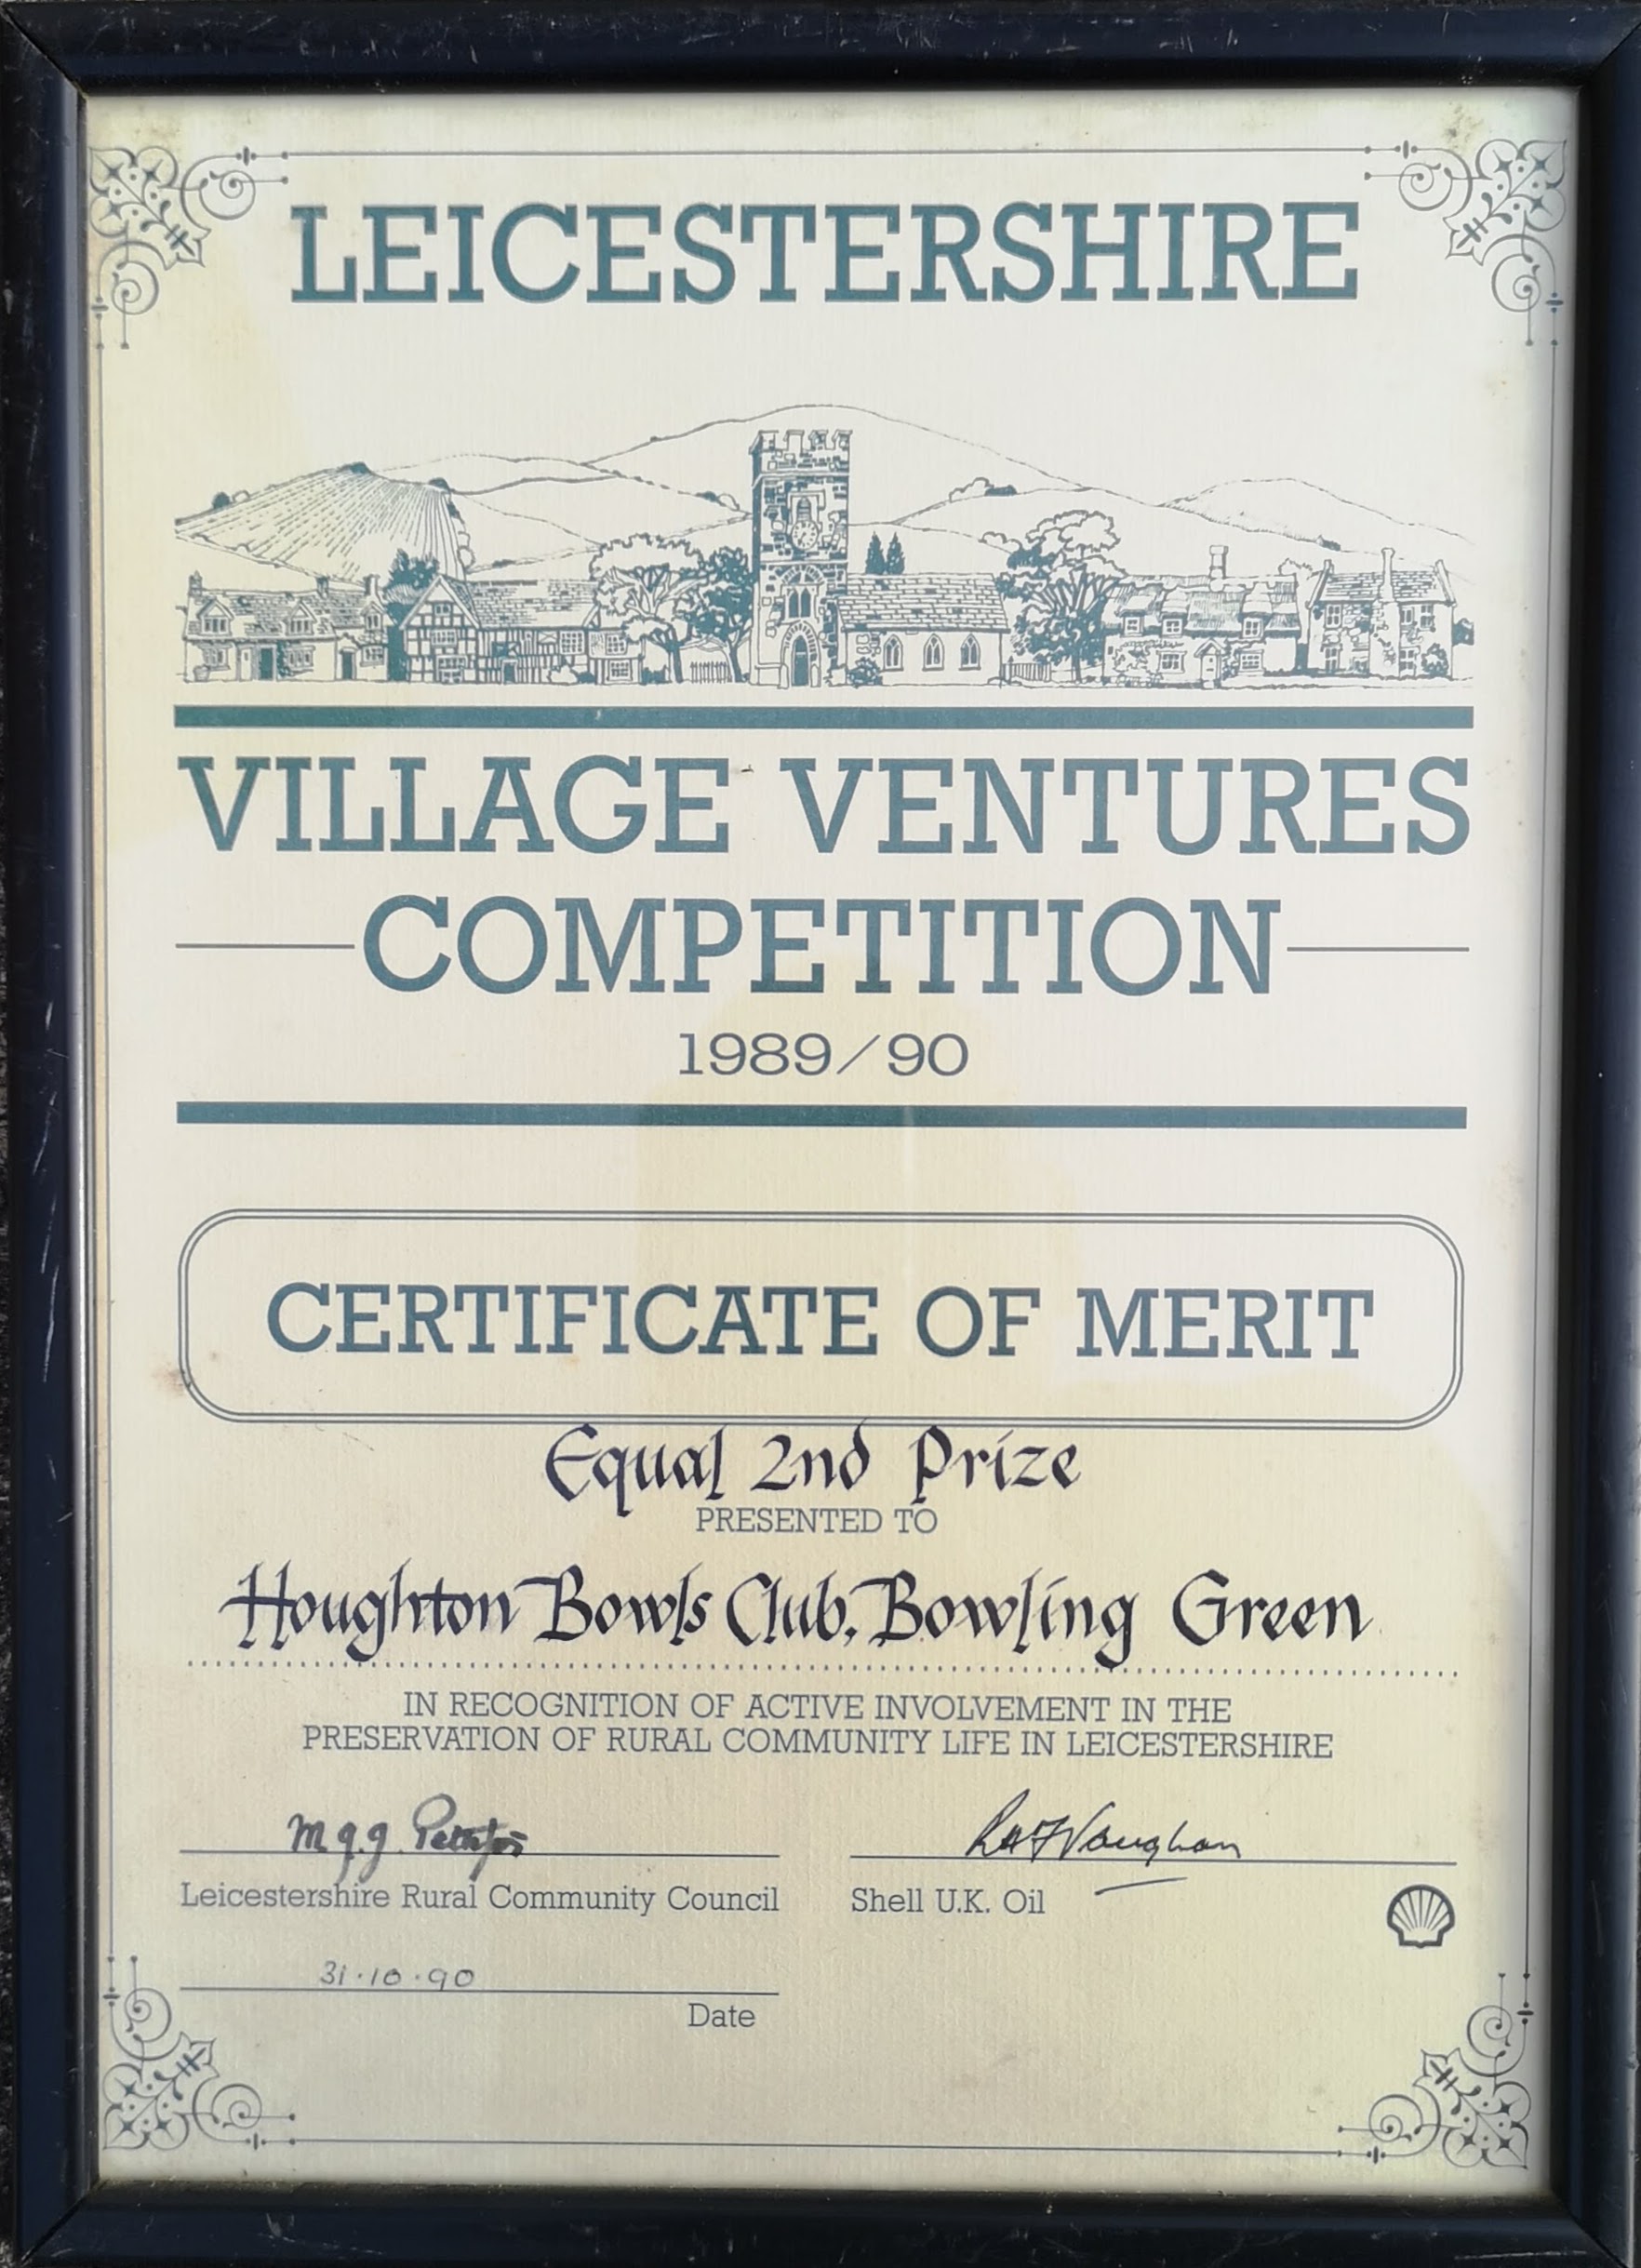 LEICESTERSHIRE
VILLAGE VENTURES
COMPETITION
1989/90
CERTIFICATE OF MERIT
Equal 2nd Prize
PRESENTED TO
Houghton Bowls Club, Bowling Green
IN RECOGNITION OF ACTIVE INVOLVEMENT IN THE
PRESERVATION OF RURAL COMMUNITY LIFE IN LEICESTERSHIRE
Vaughan
Leicestershire Rural Community Council
Shell U.K. Oil
31·10·90
Date